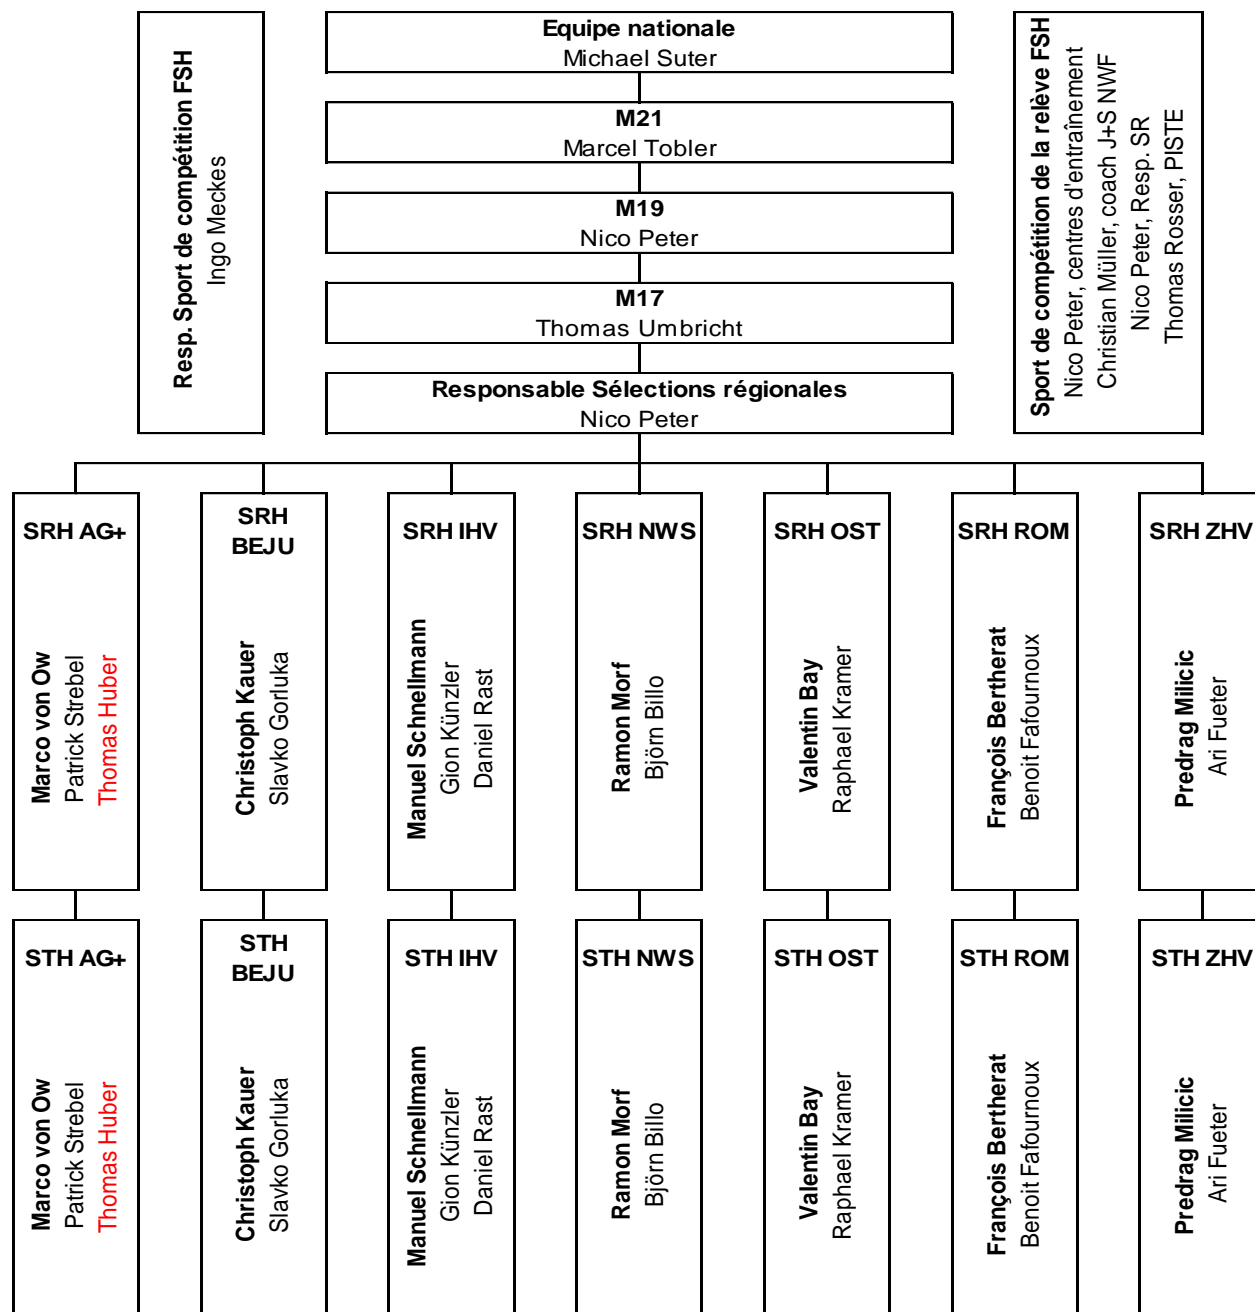 Resp. Sport de compétition FSH
Ingo Meckes
Equipe nationale
Michael Suter
M21
Marcel Tobler
M19
Nico Peter
M17
Thomas Umbricht
Responsable Sélections régionales
Nico Peter
Sport de compétition de la relève FSH
Nico Peter, centres d'entraînement
Christian Müller, coach J+S NWF
Nico Peter, Resp. SR
Thomas Rosser, PISTE
SRH AG+
Marco von Ow
Patrick Strebel
Thomas Huber
SRH
BEJU
Christoph Kauer
Slavko Gorluka
SRH IHV
Manuel Schnellmann
Gion Künzler
Daniel Rast
SRH NWS
Ramon Morf
Björn Billo
SRH OST
Valentin Bay
Raphael Kramer
SRH ROM
François Bertherat
Benoit Fafournoux
SRH ZHV
Predrag Milicic
Ari Fueter
STH AG+
Marco von Ow
Patrick Strebel
Thomas Huber
STH
BEJU
Christoph Kauer
Slavko Gorluka
STH IHV
Manuel Schnellmann
Gion Künzler
Daniel Rast
STH NWS
Ramon Morf
Björn Billo
STH OST
Valentin Bay
Raphael Kramer
STH ROM
François Bertherat
Benoit Fafournoux
STH ZHV
Predrag Milicic
Ari Fueter